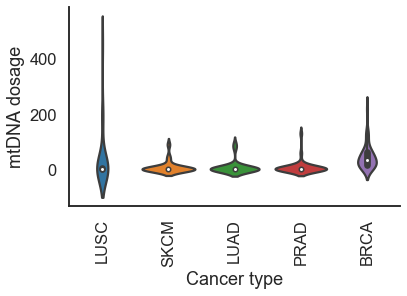 mtDNA dosage
400
200
0
LUSC
SKCM
LUAD
PRAD
BRCA
Cancer type